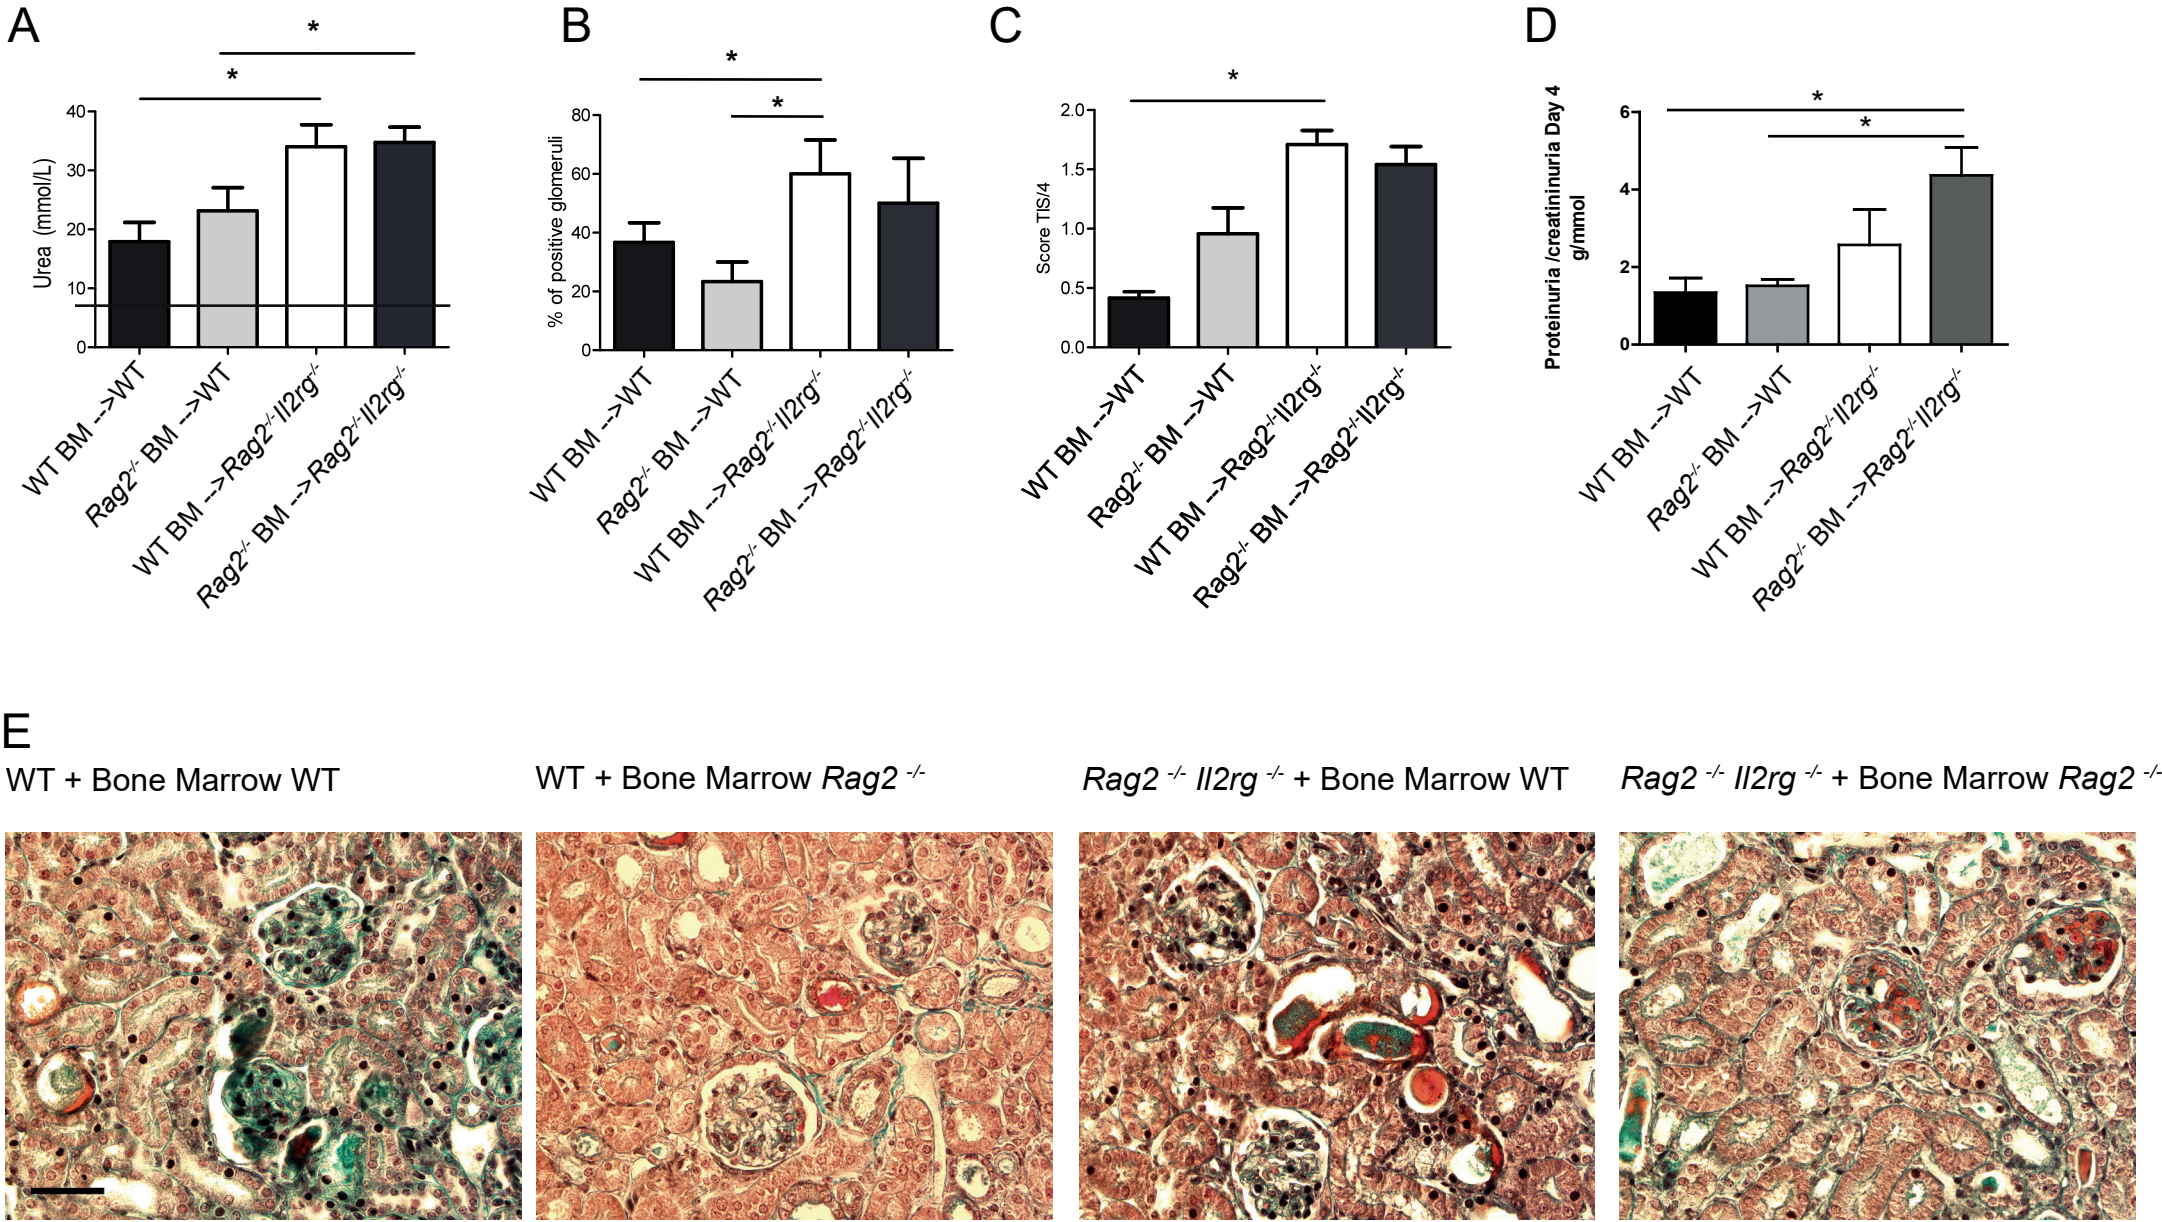 A
B
C
D
*
*
Urea (mmol/L)
40
30
20
10
0
WT BM -->WT
Rag2-/- BM -->WT
WT BM -->Rag2-/-Il2rg-/-
Rag2-/- BM -->Rag2-/-Il2rg-/-
*
*
% of positive glomeruli
80
60
40
20
0
WT BM -->WT
Rag2-/- BM -->WT
WT BM -->Rag2-/-Il2rg-/-
Rag2-/- BM -->Rag2-/-Il2rg-/-
*
Score TIS/4
2.0
1.5
1.0
0.5
0.0
WT BM -->WT
Rag2-/- BM -->WT
WT BM -->Rag2-/-Il2rg-/-
Rag2-/- BM -->Rag2-/-Il2rg-/-
*
*
Proteinuria /creatininuria Day 4
g/mmol
6
4
2
0
WT BM -->WT
Rag2-/- BM -->WT
WT BM -->Rag2-/-Il2rg-/-
Rag2-/- BM -->Rag2-/-Il2rg-/-
E
WT + Bone Marrow WT
WT + Bone Marrow Rag2 -/-
Rag2 -/- Il2rg -/- + Bone Marrow WT
Rag2 -/- Il2rg -/- + Bone Marrow Rag2 -/-